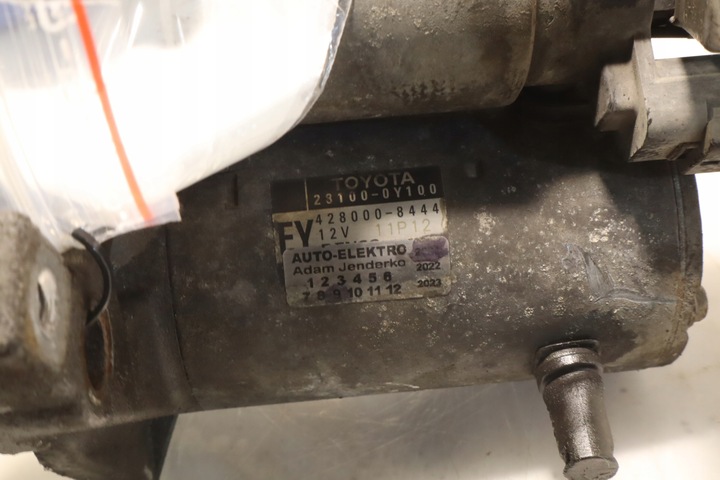 TOYOTA
23100-0Y100
428000-8444
FY 12V 11P12
AUTO-ELEKTRO
Adam Jenderko 2022
1 2 3 4 5 6
7 8 9 10 11 12 2023